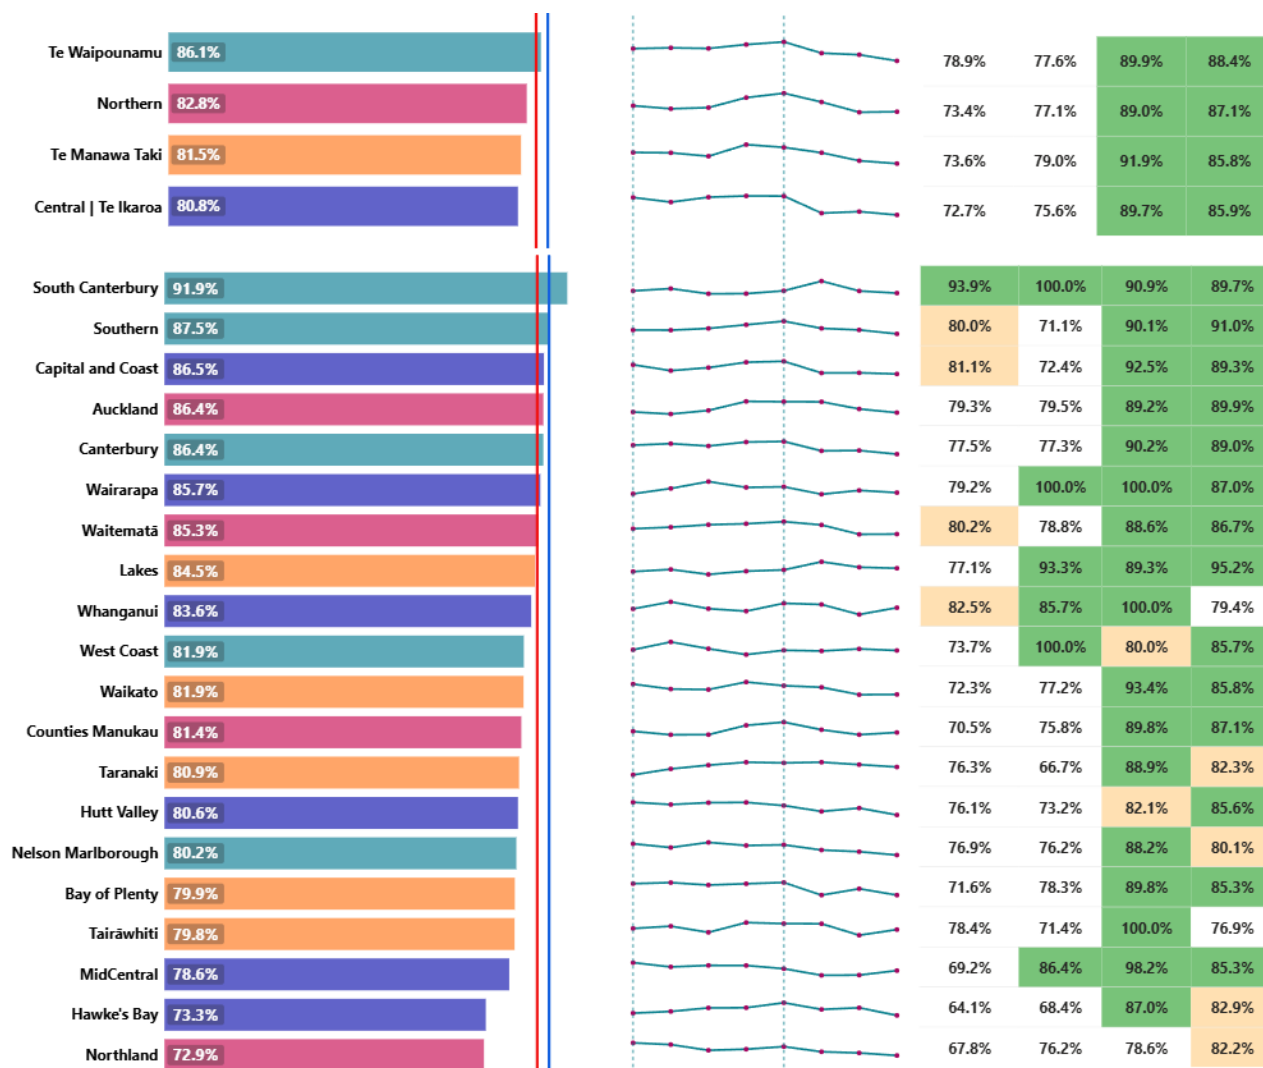 Te Waipounamu 86.1% 78.9% 77.6% 89.9% 88.4%
Northern 82.8% 73.4% 77.1% 89.0% 87.1%
Te Manawa Taki 81.5% 73.6% 79.0% 91.9% 85.8%
Central | Te Ikaroa 80.8% 72.7% 75.6% 89.7% 85.9%
South Canterbury 91.9% 93.9% 100.0% 90.9% 89.7%
Southern 87.5% 80.0% 71.1% 90.1% 91.0%
Capital and Coast 86.5% 81.1% 72.4% 92.5% 89.3%
Auckland 86.4% 79.3% 79.5% 89.2% 89.9%
Canterbury 86.4% 77.5% 77.3% 90.2% 89.0%
Wairarapa 85.7% 79.2% 100.0% 100.0% 87.0%
Waitematā 85.3% 80.2% 78.8% 88.6% 86.7%
Lakes 84.5% 77.1% 93.3% 89.3% 95.2%
Whanganui 83.6% 82.5% 85.7% 100.0% 79.4%
West Coast 81.9% 73.7% 100.0% 80.0% 85.7%
Waikato 81.9% 72.3% 77.2% 93.4% 85.8%
Counties Manukau 81.4% 70.5% 75.8% 89.8% 87.1%
Taranaki 80.9% 76.3% 66.7% 88.9% 82.3%
Hutt Valley 80.6% 76.1% 73.2% 82.1% 85.6%
Nelson Marlborough 80.2% 76.9% 76.2% 88.2% 80.1%
Bay of Plenty 79.9% 71.6% 78.3% 89.8% 85.3%
Tairāwhiti 79.8% 78.4% 71.4% 100.0% 76.9%
MidCentral 78.6% 69.2% 86.4% 98.2% 85.3%
Hawke's Bay 73.3% 64.1% 68.4% 87.0% 82.9%
Northland 72.9% 67.8% 76.2% 78.6% 82.2%